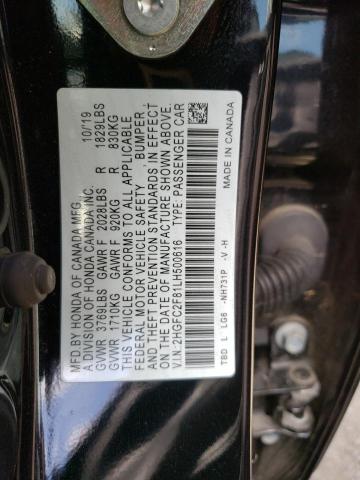 MFD.BY HONDA OF CANADA MFG.
A DIVISION OF HONDA CANADA INC. 10/19
GVWR 3769LBS GAWR F 2028LBS R 1829LBS
GVWR 1710KG GAWR F 920KG R 830KG
THIS VEHICLE CONFORMS TO ALL APPLICABLE
FEDERAL MOTOR VEHICLE SAFETY, BUMPER
AND THEFT PREVENTION STANDARDS IN EFFECT
ON THE DATE OF MANUFACTURE SHOWN ABOVE.
V.I.N.:2HGFC2F81LH500616 TYPE: PASSENGER CAR
MADE IN CANADA
TBD L LG6 -NH731P -V -H